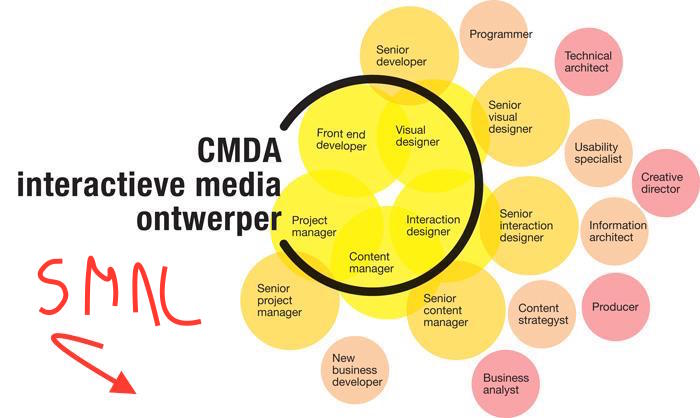 Senior
developer
Programmer
Technical
architect
Front end
developer
Visual
designer
Senior
visual
designer
CMDA
interactieve media
ontwerper
Usability
specialist
Creative
director
Project
manager
Interaction
designer
Senior
interaction
designer
Information
architect
Content
manager
Senior
project
manager
Senior
content
manager
Content
strategyst
Producer
New
business
developer
Business
analyst